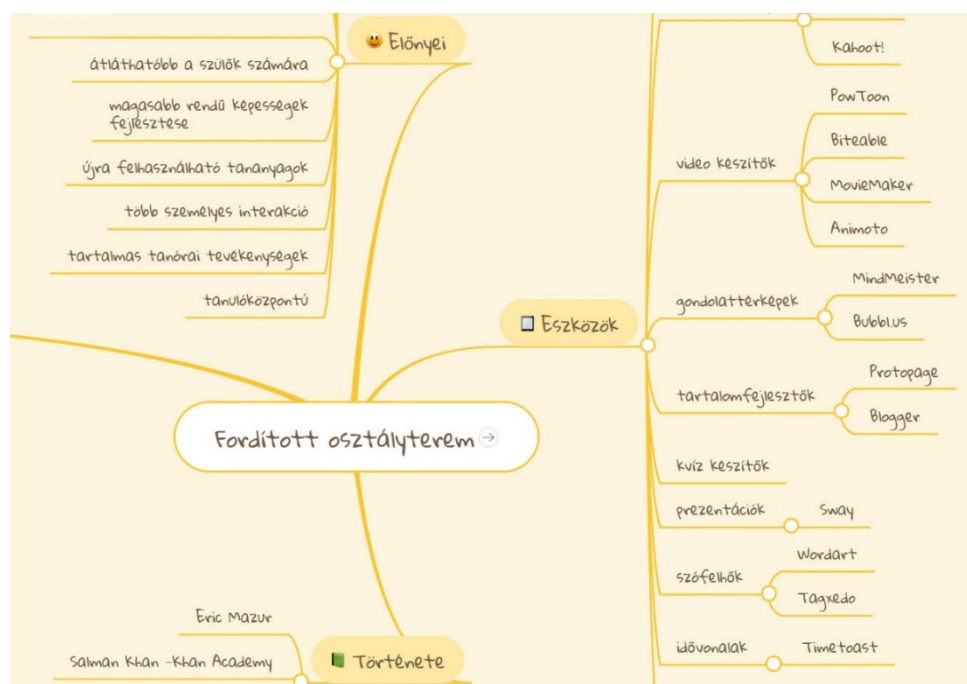 Előnyei
átláthatóbb a szülők számára
magasabb rendű képességek
fejlesztése
újra felhasználható tananyagok
több személyes interakció
tartalmas tanórai tevékenységek
tanulóközpontú
Fordított osztályterem
Eszközök
Kahoot!
video készítők
PowToon
Biteable
MovieMaker
Animoto
gondolattérképek
MindMeister
Bubbl.us
tartalomfejlesztők
Protopage
Blogger
kvíz készítők
prezentációk
Sway
szófelhők
Wordart
Tagxedo
idővonalak
Timetoast
Története
Eric Mazur
Salman Khan -Khan Academy